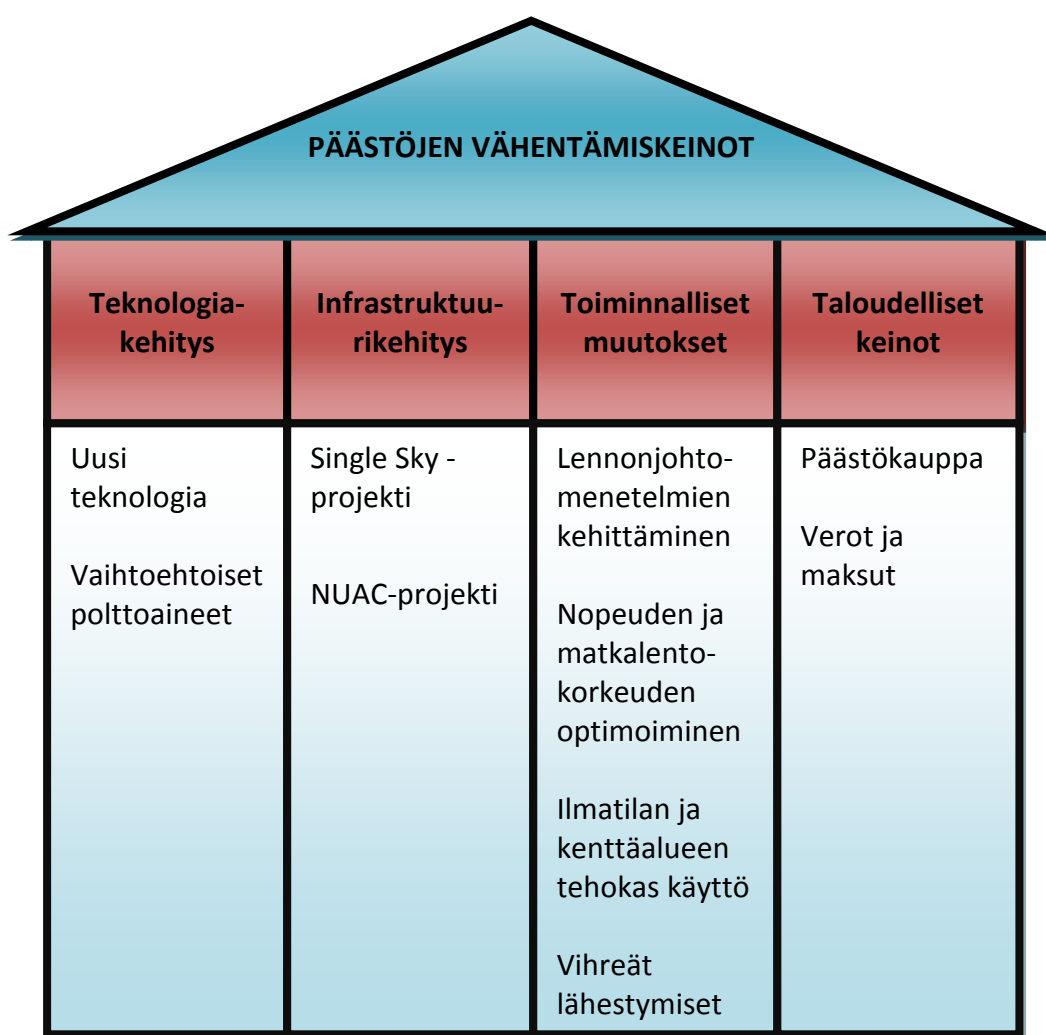 PÄÄSTÖJEN VÄHENTÄMISKEINOT
Teknologia-
kehitys
Infrastruktuu-
rikehitys
Toiminnalliset
muutokset
Taloudelliset
keinot
Uusi
teknologia
Vaihtoehtoiset
polttoaineet
Single Sky -
projekti
NUAC-projekti
Lennonjohto-
menetelmien
kehittäminen
Nopeuden ja
matkalento-
korkeuden
optimoiminen
Ilmatilan ja
kenttäalueen
tehokas käyttö
Vihreät
lähestymiset
Päästökauppa
Verot ja
maksut